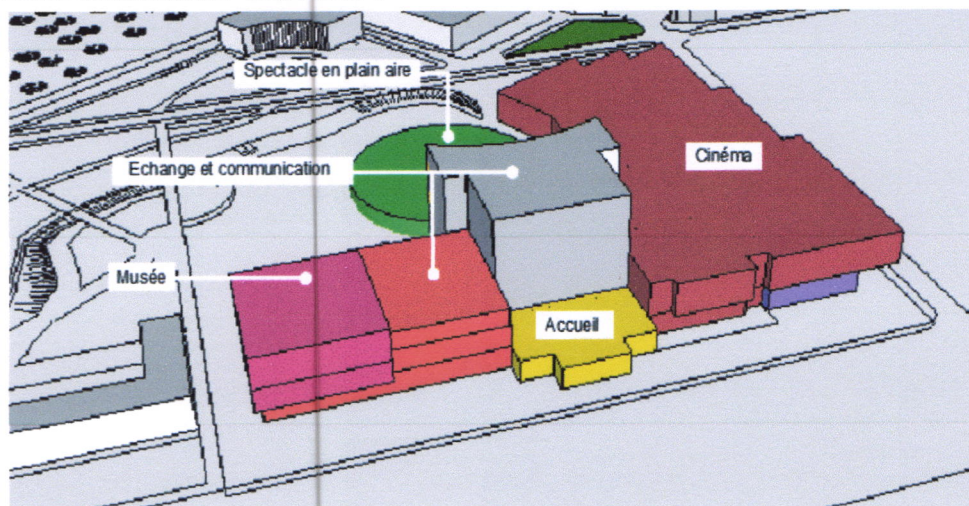 Spectacle en plain aire
Echange et communication
Cinéma
Musée
Accueil